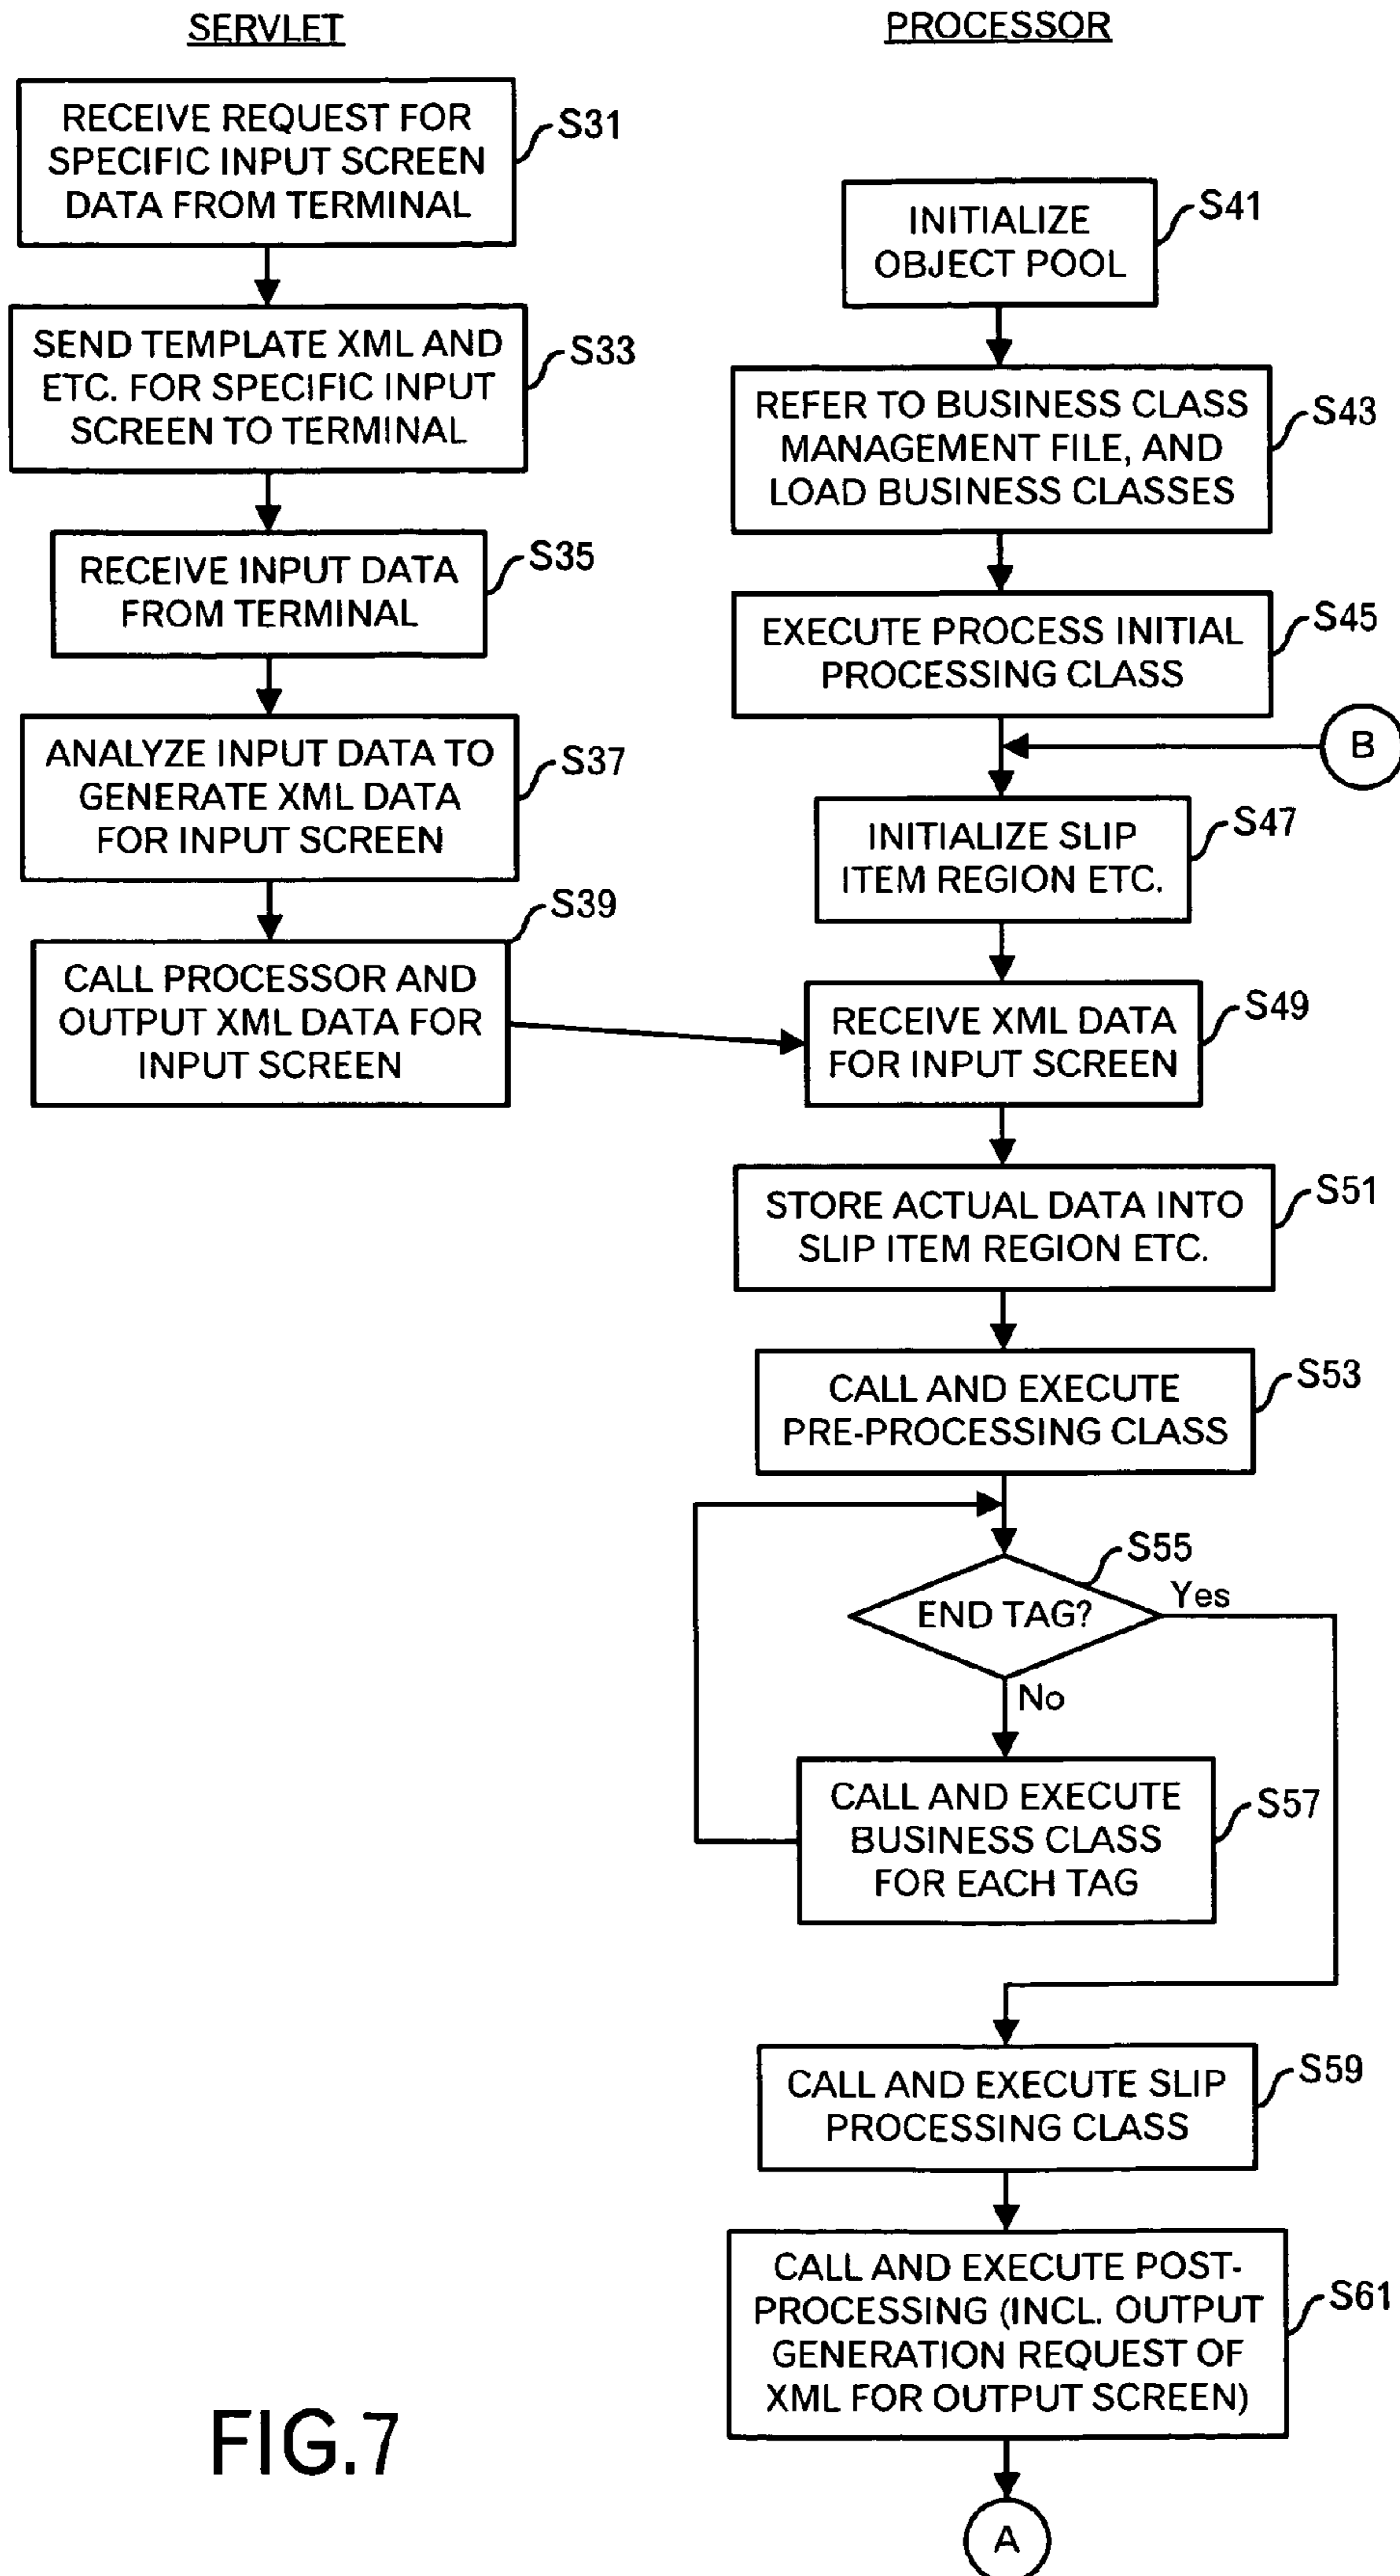 SERVLET
RECEIVE REQUEST FOR
SPECIFIC INPUT SCREEN
DATA FROM TERMINAL
S31
SEND TEMPLATE XML AND
ETC. FOR SPECIFIC INPUT
SCREEN TO TERMINAL
S33
RECEIVE INPUT DATA
FROM TERMINAL
S35
ANALYZE INPUT DATA TO
GENERATE XML DATA
FOR INPUT SCREEN
S37
CALL PROCESSOR AND
OUTPUT XML DATA FOR
INPUT SCREEN
S39
PROCESSOR
INITIALIZE
OBJECT POOL
S41
REFER TO BUSINESS CLASS
MANAGEMENT FILE, AND
LOAD BUSINESS CLASSES
S43
EXECUTE PROCESS INITIAL
PROCESSING CLASS
S45
B
INITIALIZE SLIP
ITEM REGION ETC.
S47
RECEIVE XML DATA
FOR INPUT SCREEN
S49
STORE ACTUAL DATA INTO
SLIP ITEM REGION ETC.
S51
CALL AND EXECUTE
PRE-PROCESSING CLASS
S53
END TAG?
S55
Yes
No
CALL AND EXECUTE
BUSINESS CLASS
FOR EACH TAG
S57
CALL AND EXECUTE SLIP
PROCESSING CLASS
S59
CALL AND EXECUTE POST-
PROCESSING (INCL. OUTPUT
GENERATION REQUEST OF
XML FOR OUTPUT SCREEN)
S61
A
FIG.7